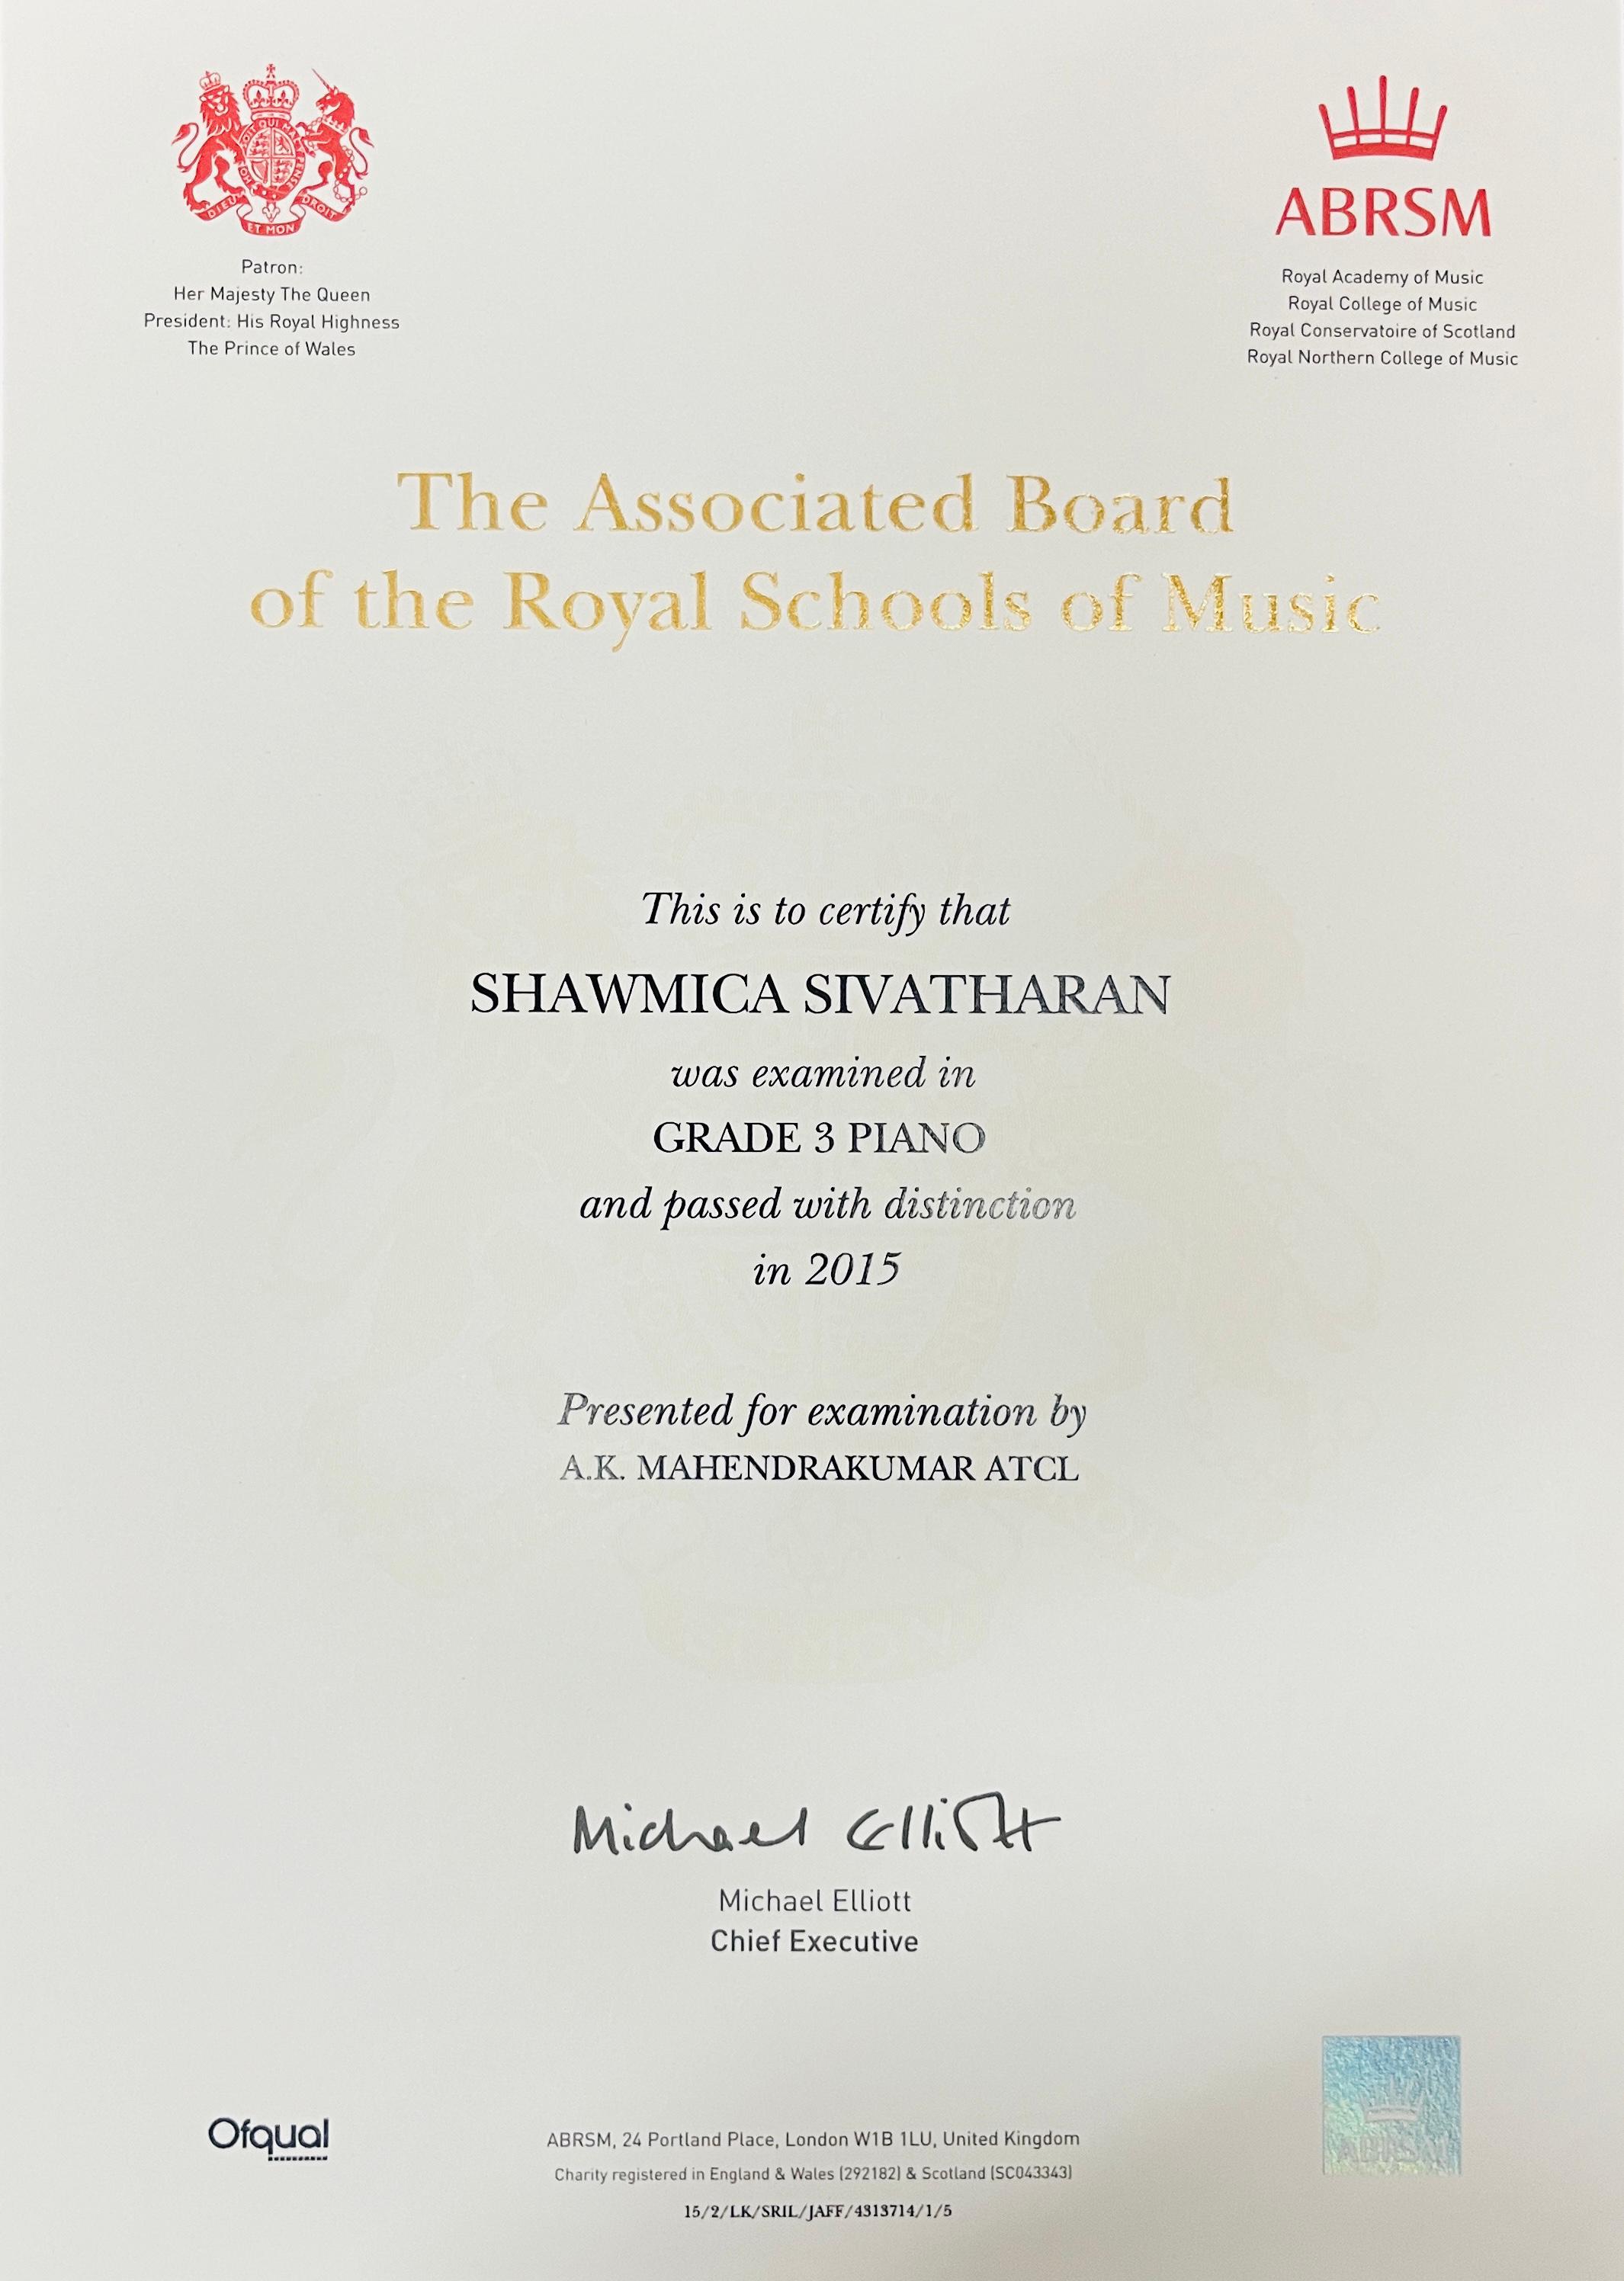 DIEU ET MON DROIT
Patron:
Her Majesty The Queen
President: His Royal Highness
The Prince of Wales
ABRSM
Royal Academy of Music
Royal College of Music
Royal Conservatoire of Scotland
Royal Northern College of Music
The Associated Board
of the Royal Schools of Music
This is to certify that
SHAWMICA SIVATHARAN
was examined in
GRADE 3 PIANO
and passed with distinction
in 2015
Presented for examination by
A.K. MAHENDRAKUMAR ATCL
Michael Elliott
Michael Elliott
Chief Executive
Ofqual
ABRSM, 24 Portland Place, London W1B 1LU, United Kingdom
Charity registered in England & Wales (292182) & Scotland (SC043343)
15/2/LK/SRIL/JAFF/4313714/1/5
ABRSM